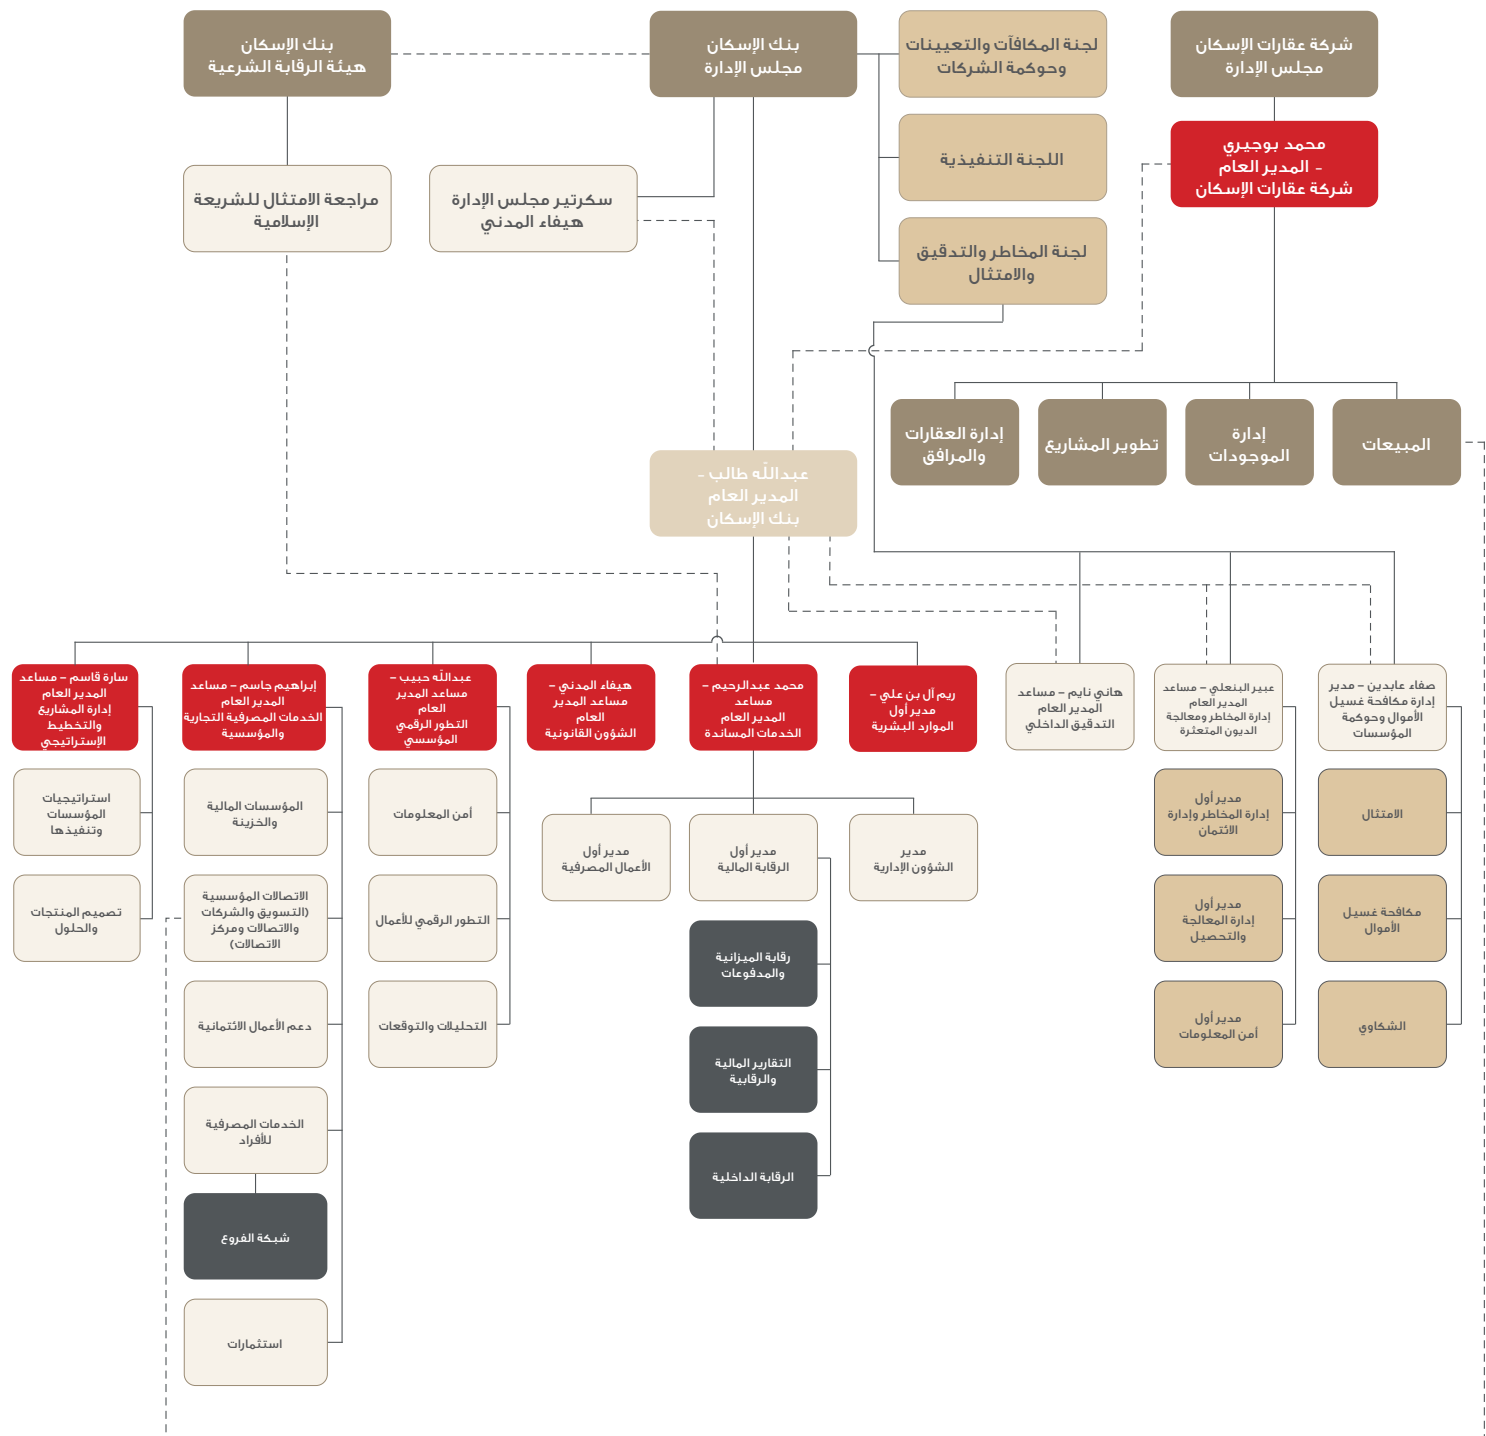 شركة عقارات الإسكان
مجلس الإدارة
لجنة المكافآت والتعيينات
وحوكمة الشركات
بنك الإسكان
مجلس الإدارة
بنك الإسكان
هيئة الرقابة الشرعية
محمد بوجيري
- المدير العام
شركة عقارات الإسكان
اللجنة التنفيذية
سكرتير مجلس الإدارة
هيفاء المدني
مراجعة الامتثال للشريعة
الإسلامية
لجنة المخاطر والتدقيق
والامتثال
المبيعات
إدارة
الموجودات
تطوير المشاريع
إدارة العقارات
والمرافق
عبدالله طالب -
المدير العام
بنك الإسكان
صفاء عابدين – مدير
إدارة مكافحة غسيل
الأموال وحوكمة
المؤسسات
عبير البنعلي – مساعد
المدير العام
إدارة المخاطر ومعالجة
الديون المتعثرة
هاني نايم – مساعد
المدير العام
التدقيق الداخلي
ريم آل بن علي –
مدير أول
الموارد البشرية
محمد عبدالرحيم –
مساعد
المدير العام
الخدمات المساندة
هيفاء المدني –
مساعد المدير
العام
الشؤون القانونية
عبدالله حبيب –
مساعد المدير
العام
التطور الرقمي
المؤسسي
إبراهيم جاسم – مساعد
المدير العام
الخدمات المصرفية التجارية
والمؤسسية
سارة قاسم – مساعد
المدير العام
إدارة المشاريع
والتخطيط
الإستراتيجي
الامتثال
مدير أول
إدارة المخاطر وإدارة
الائتمان
مدير
الشؤون الإدارية
مدير أول
الرقابة المالية
مدير أول
الأعمال المصرفية
أمن المعلومات
المؤسسات المالية
والخزينة
استراتيجيات
المؤسسات
وتنفيذها
مكافحة غسيل
الأموال
مدير أول
إدارة المعالجة
والتحصيل
رقابة الميزانية
والمدفوعات
التطور الرقمي للأعمال
الاتصالات المؤسسية
(التسويق والشركات
والاتصالات ومركز
الاتصالات)
تصميم المنتجات
والحلول
الشكاوي
مدير أول
أمن المعلومات
التقارير المالية
والرقابية
التحليلات والتوقعات
دعم الأعمال الائتمانية
الرقابة الداخلية
الخدمات المصرفية
للأفراد
شبكة الفروع
استثمارات